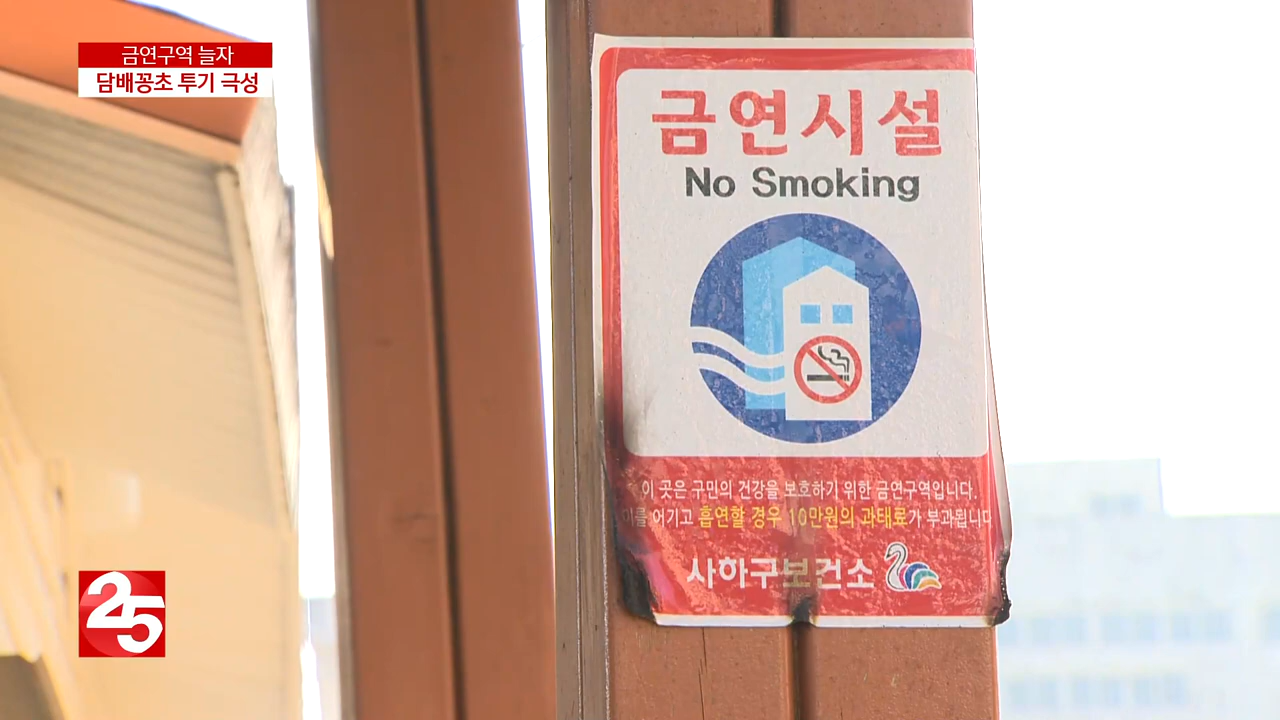 금연구역 늘자
담배꽁초 투기 극성
금연시설
No Smoking
이 곳은 구민의 건강을 보호하기 위한 금연구역입니다.
이를 어기고 흡연할 경우 10만원의 과태료가 부과됩니다
사하구보건소
25